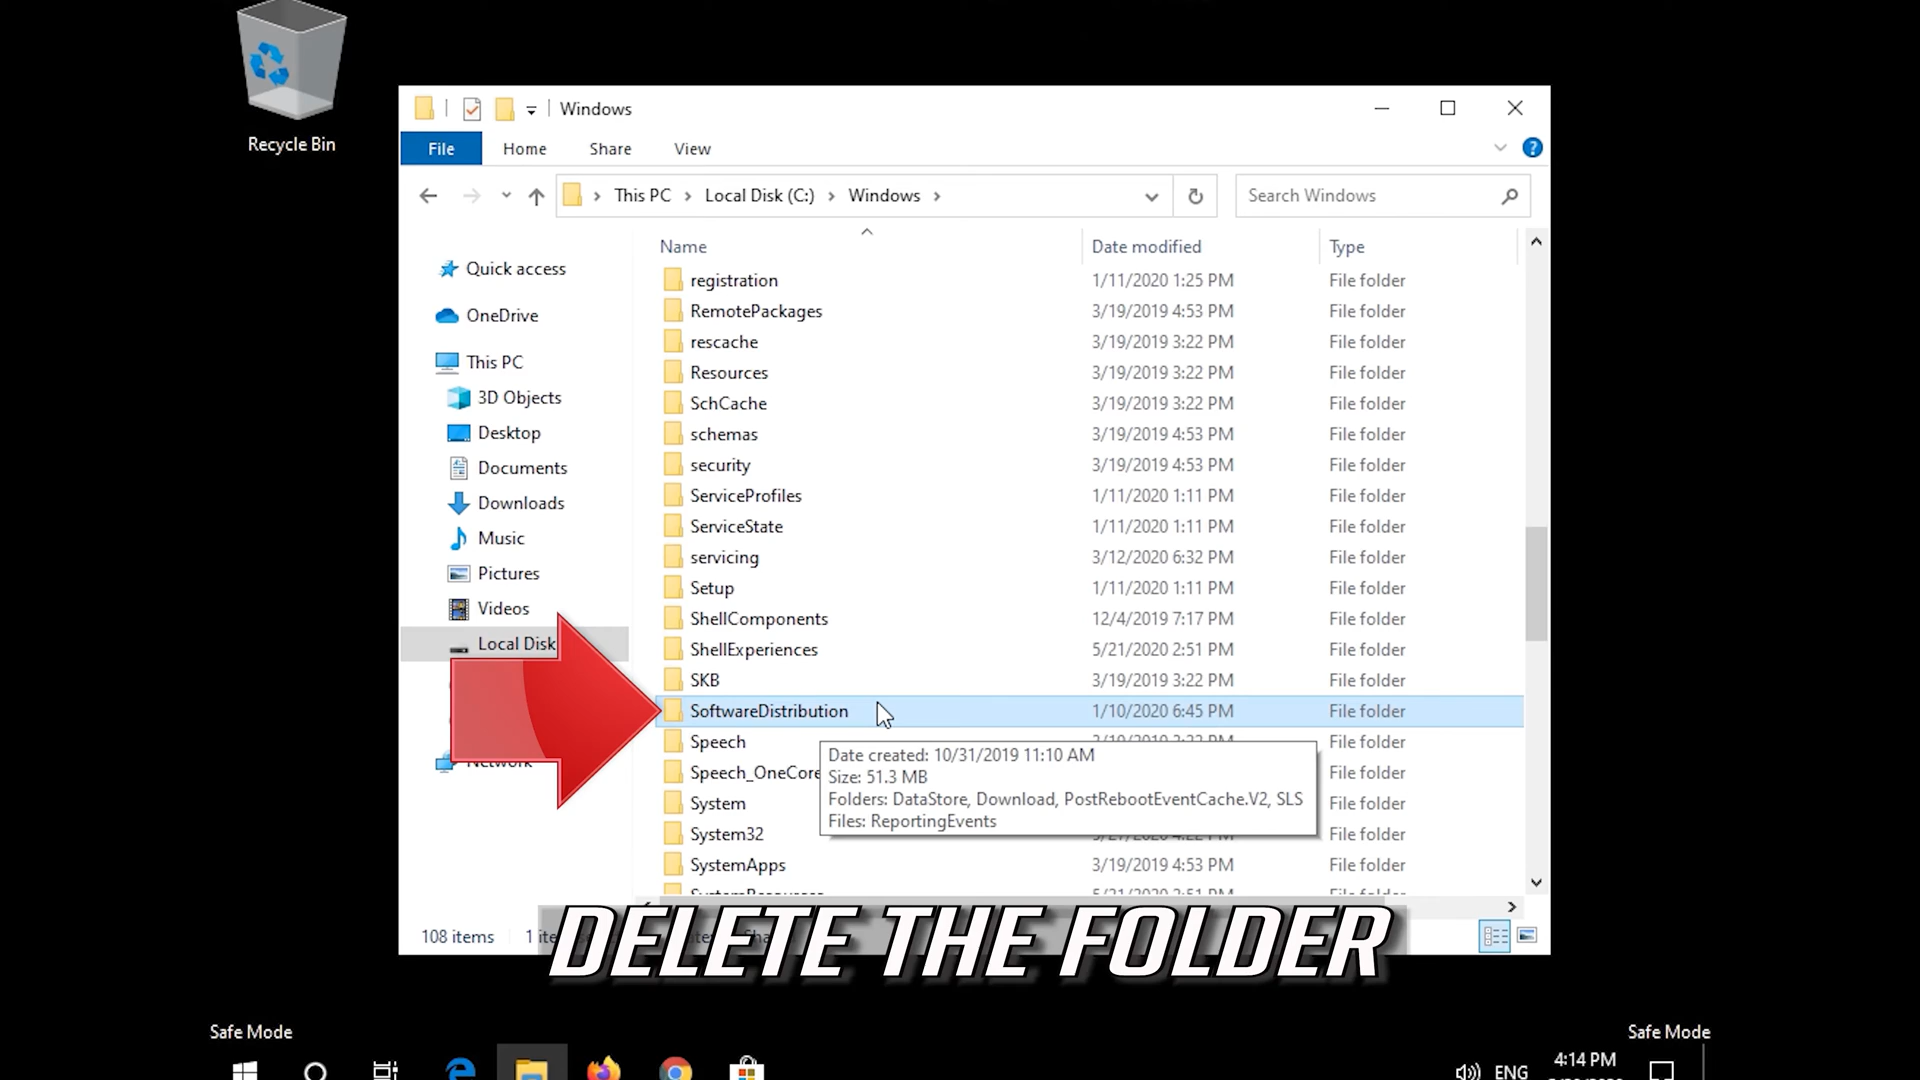 Recycle Bin
Windows
File Home Share View
This PC Local Disk (C:) Windows
Search Windows
Name Date modified Type
Quick access
OneDrive
This PC
3D Objects
Desktop
Documents
Downloads
Music
Pictures
Videos
Local Disk
Network
registration 1/11/2020 1:25 PM File folder
RemotePackages 3/19/2019 4:53 PM File folder
rescache 3/19/2019 3:22 PM File folder
Resources 3/19/2019 3:22 PM File folder
SchCache 3/19/2019 3:22 PM File folder
schemas 3/19/2019 4:53 PM File folder
security 3/19/2019 4:53 PM File folder
ServiceProfiles 1/11/2020 1:11 PM File folder
ServiceState 1/11/2020 1:11 PM File folder
servicing 3/12/2020 6:32 PM File folder
Setup 1/11/2020 1:11 PM File folder
ShellComponents 12/4/2019 7:17 PM File folder
ShellExperiences 5/21/2020 2:51 PM File folder
SKB 3/19/2019 3:22 PM File folder
SoftwareDistribution 1/10/2020 6:45 PM File folder
Speech File folder
Speech_OneCore
System
System32 File folder
SystemApps 3/19/2019 4:53 PM File folder
Date created: 10/31/2019 11:10 AM
Size: 51.3 MB
Folders: DataStore, Download, PostRebootEventCache.V2, SLS
Files: ReportingEvents
108 items
DELETE THE FOLDER
Safe Mode Safe Mode
ENG 4:14 PM